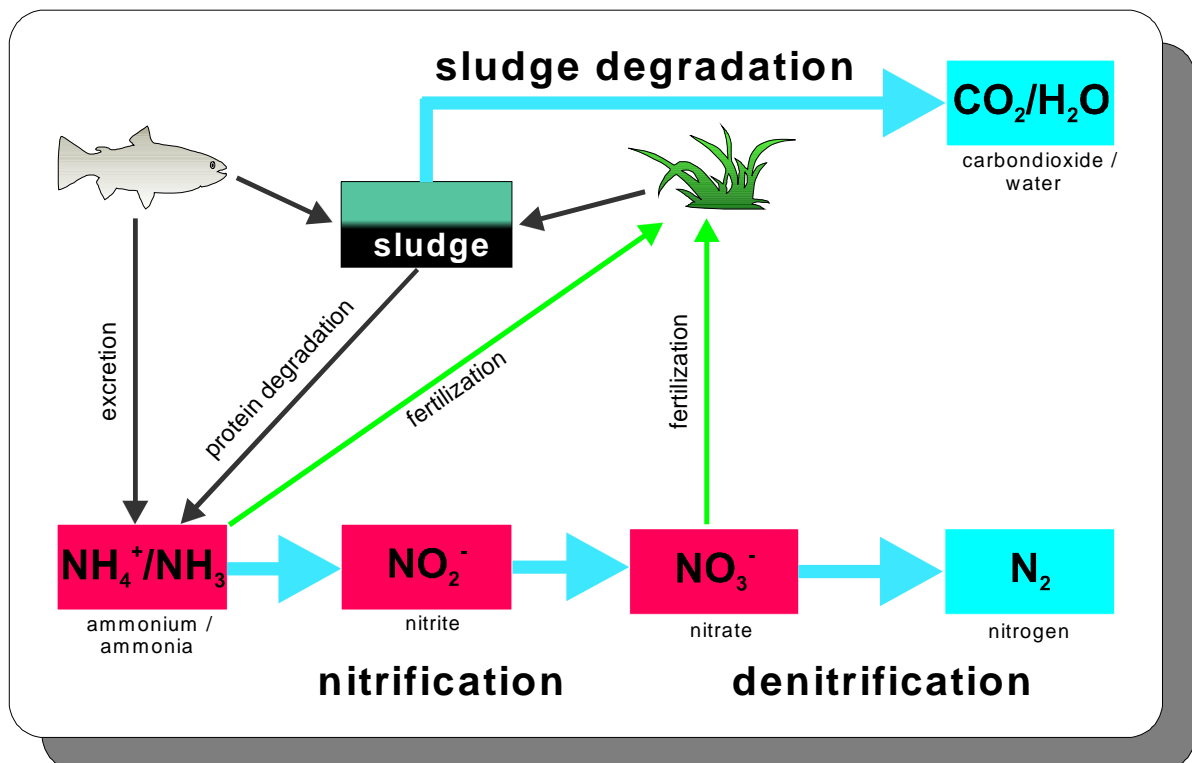 sludge degradation
CO₂/H₂O
carbondioxide /
water
sludge
excretion
protein degradation
fertilization
fertilization
NH₄⁺/NH₃
ammonium /
ammonia
NO₂⁻
nitrite
NO₃⁻
nitrate
N₂
nitrogen
nitrification
denitrification